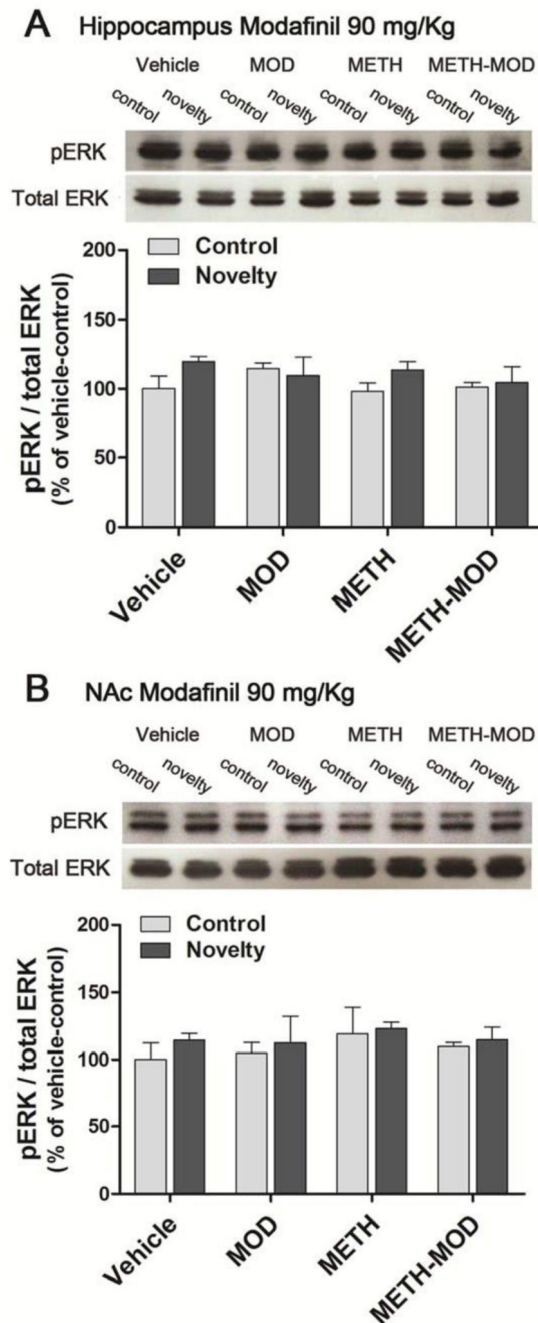 A Hippocampus Modafinil 90 mg/Kg
Vehicle MOD METH METH-MOD
control novelty control novelty control novelty control novelty
pERK
Total ERK
200
150
100
50
0
Control
Novelty
pERK / total ERK
(% of vehicle-control)
Vehicle MOD METH METH-MOD
B NAc Modafinil 90 mg/Kg
Vehicle MOD METH METH-MOD
control novelty control novelty control novelty control novelty
pERK
Total ERK
200
150
100
50
0
Control
Novelty
pERK / total ERK
(% of vehicle-control)
Vehicle MOD METH METH-MOD